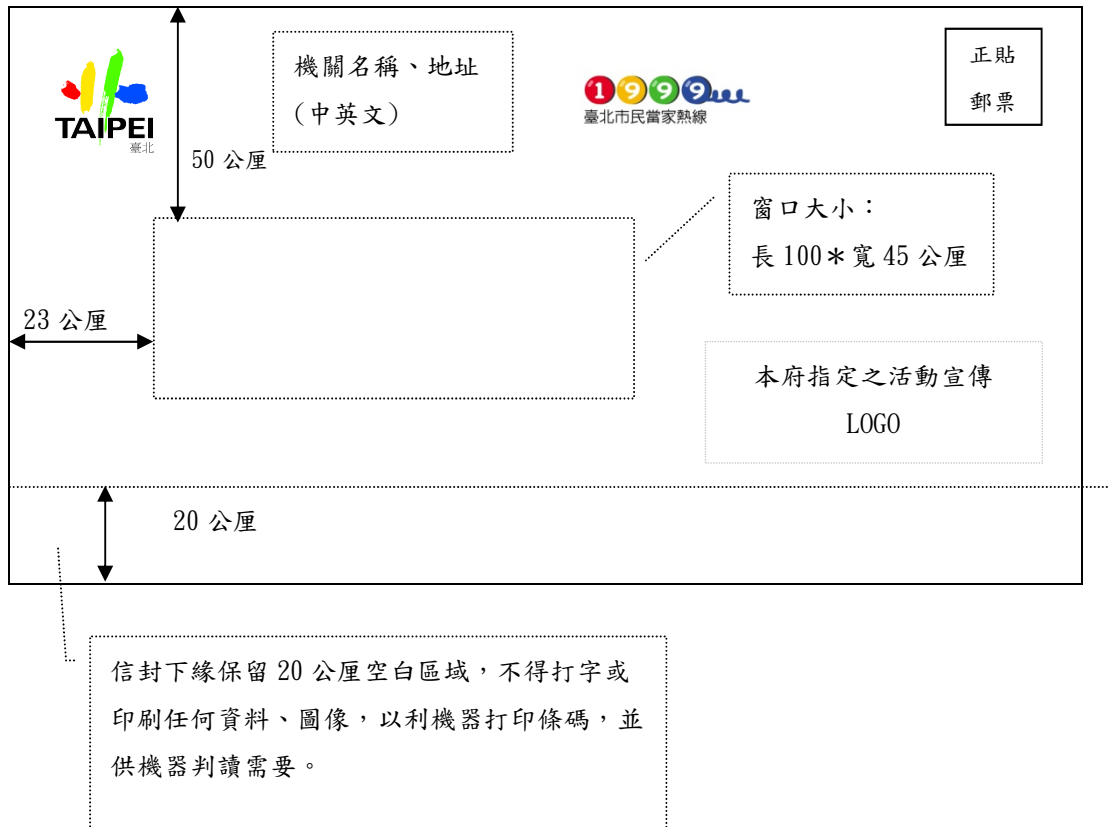 TAIPEI
臺北
50 公厘
機關名稱、地址
(中英文)
1999
臺北市民當家熱線
正貼
郵票
窗口大小：
長 100＊寬 45 公厘
23 公厘
本府指定之活動宣傳
LOGO
20 公厘
信封下緣保留 20 公厘空白區域，不得打字或
印刷任何資料、圖像，以利機器打印條碼，並
供機器判讀需要。